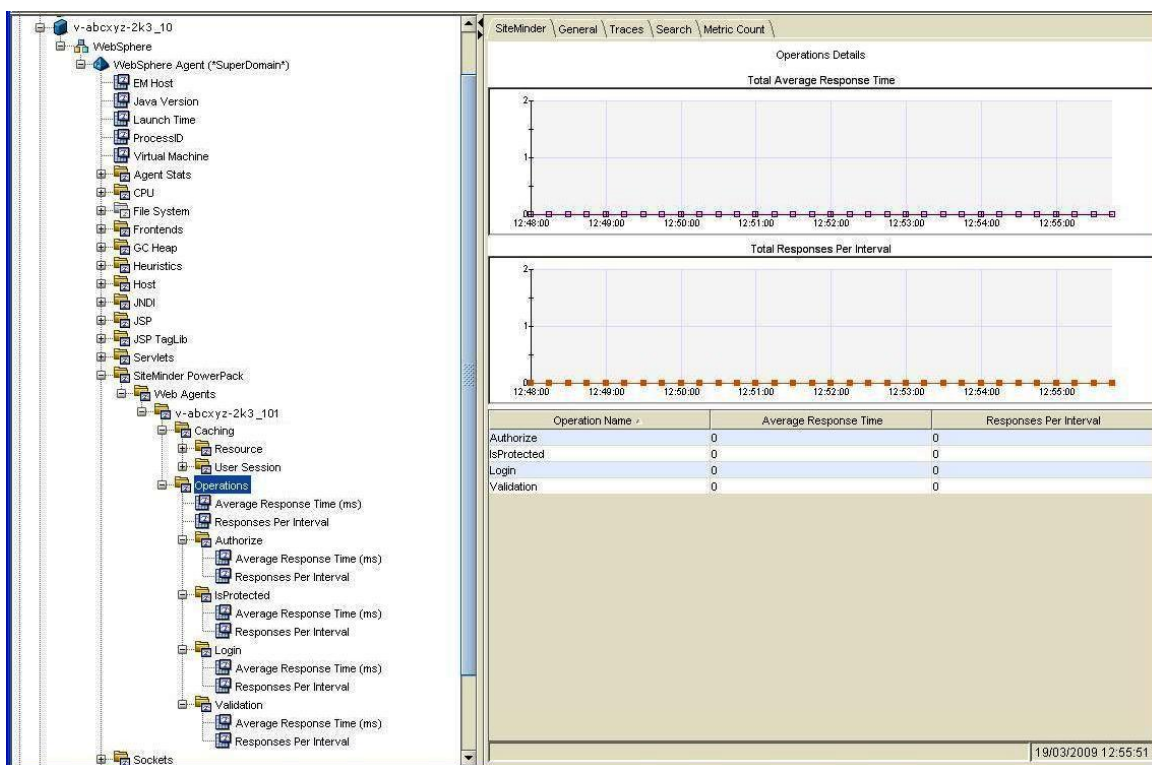 v-abcxyz-2k3_10
WebSphere
WebSphere Agent (*SuperDomain*)
EM Host
Java Version
Launch Time
ProcessID
Virtual Machine
Agent Stats
CPU
File System
Frontends
GC Heap
Heuristics
Host
JNDI
JSP
JSP TagLib
Servlets
SiteMinder PowerPack
Web Agents
v-abcxyz-2k3_101
Caching
Resource
User Session
Operations
Average Response Time (ms)
Responses Per Interval
Authorize
Average Response Time (ms)
Responses Per Interval
IsProtected
Average Response Time (ms)
Responses Per Interval
Login
Average Response Time (ms)
Responses Per Interval
Validation
Average Response Time (ms)
Responses Per Interval
Sockets
SiteMinder General Traces Search Metric Count
Operations Details
Total Average Response Time
2
1
0
12:48:00 12:49:00 12:50:00 12:51:00 12:52:00 12:53:00 12:54:00 12:55:00
Total Responses Per Interval
2
1
0
12:48:00 12:49:00 12:50:00 12:51:00 12:52:00 12:53:00 12:54:00 12:55:00
Operation Name Average Response Time Responses Per Interval
Authorize 0 0
IsProtected 0 0
Login 0 0
Validation 0 0
19/03/2009 12:55:51